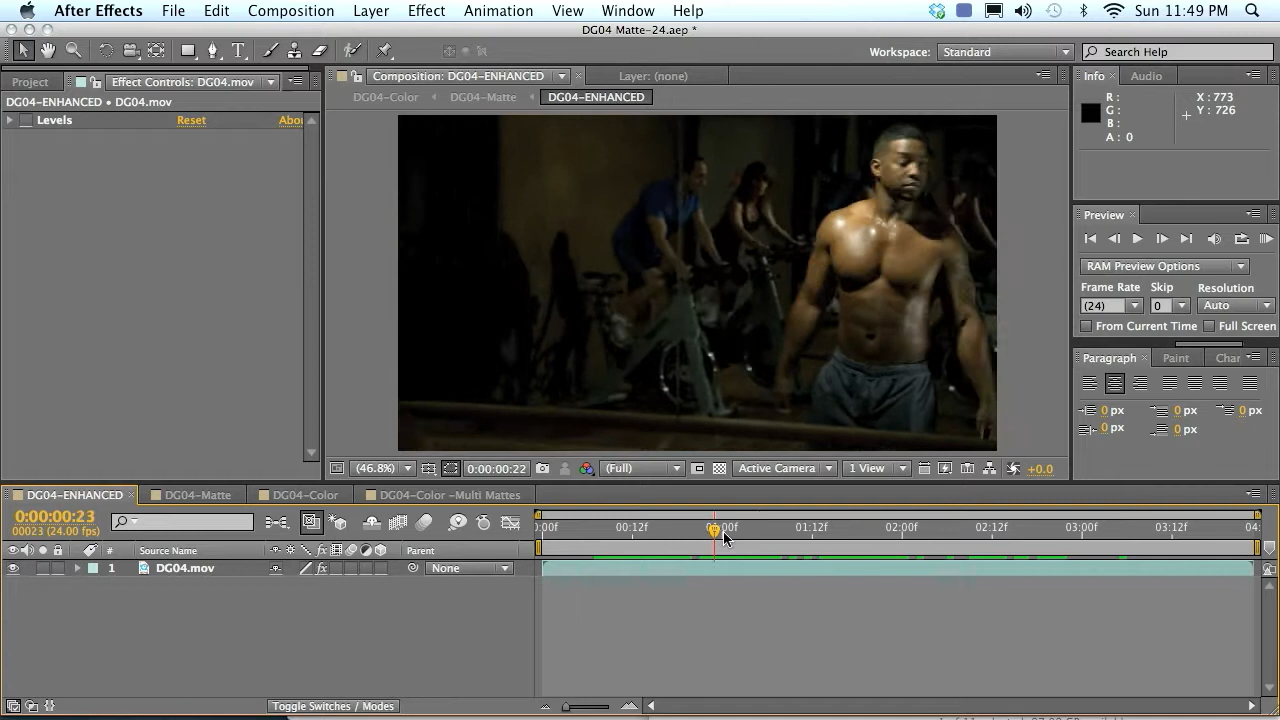 After Effects File Edit Composition Layer Effect Animation View Window Help Sun 11:49 PM
DG04 Matte-24.aep *
Workspace: Standard Search Help
Project Effect Controls: DG04.mov
DG04-ENHANCED • DG04.mov
Levels Reset Abou
Composition: DG04-ENHANCED Layer: (none)
DG04-Color DG04-Matte DG04-ENHANCED
(46.8%) 0:00:00:22 (Full) Active Camera 1 View +0.0
Info Audio
R : X : 773
G : Y : 726
B :
A : 0
Preview
RAM Preview Options
Frame Rate Skip Resolution
(24) 0 Auto
From Current Time Full Screen
Paragraph Paint Char
0 px 0 px 0 px
0 px 0 px
DG04-ENHANCED DG04-Matte DG04-Color DG04-Color -Multi Mattes
0:00:00:23
00023 (24.00 fps)
:00f 00:12f 01:00f 01:12f 02:00f 02:12f 03:00f 03:12f 04:
# Source Name Parent
1 DG04.mov None
Toggle Switches / Modes